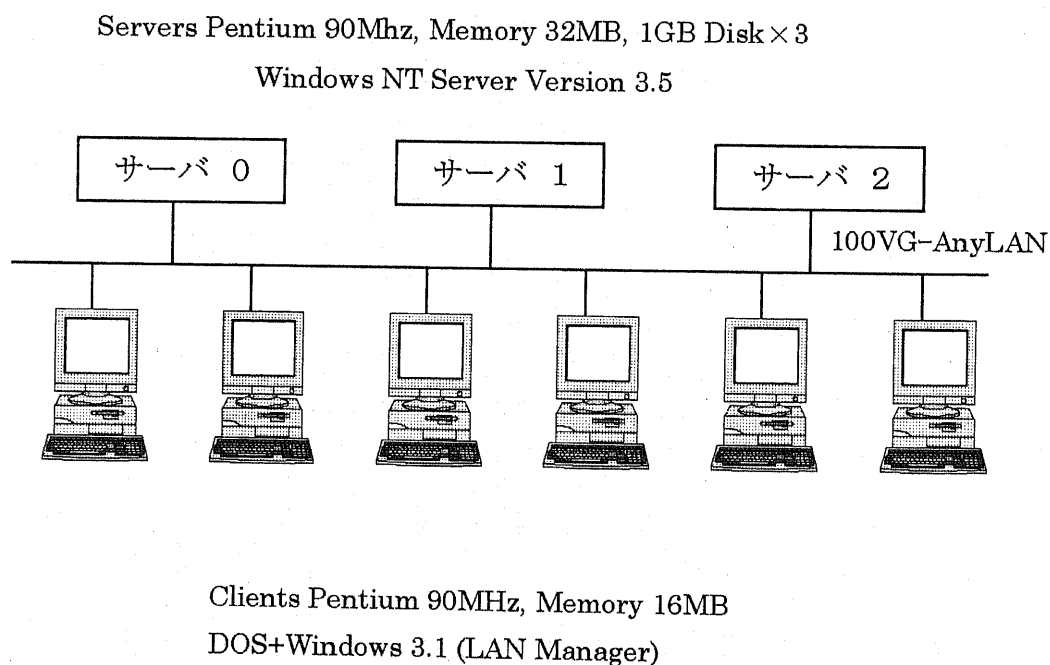 Servers Pentium 90Mhz, Memory 32MB, 1GB Disk×3
Windows NT Server Version 3.5
サーバ 0
サーバ 1
サーバ 2
100VG-AnyLAN
Clients Pentium 90MHz, Memory 16MB
DOS+Windows 3.1 (LAN Manager)